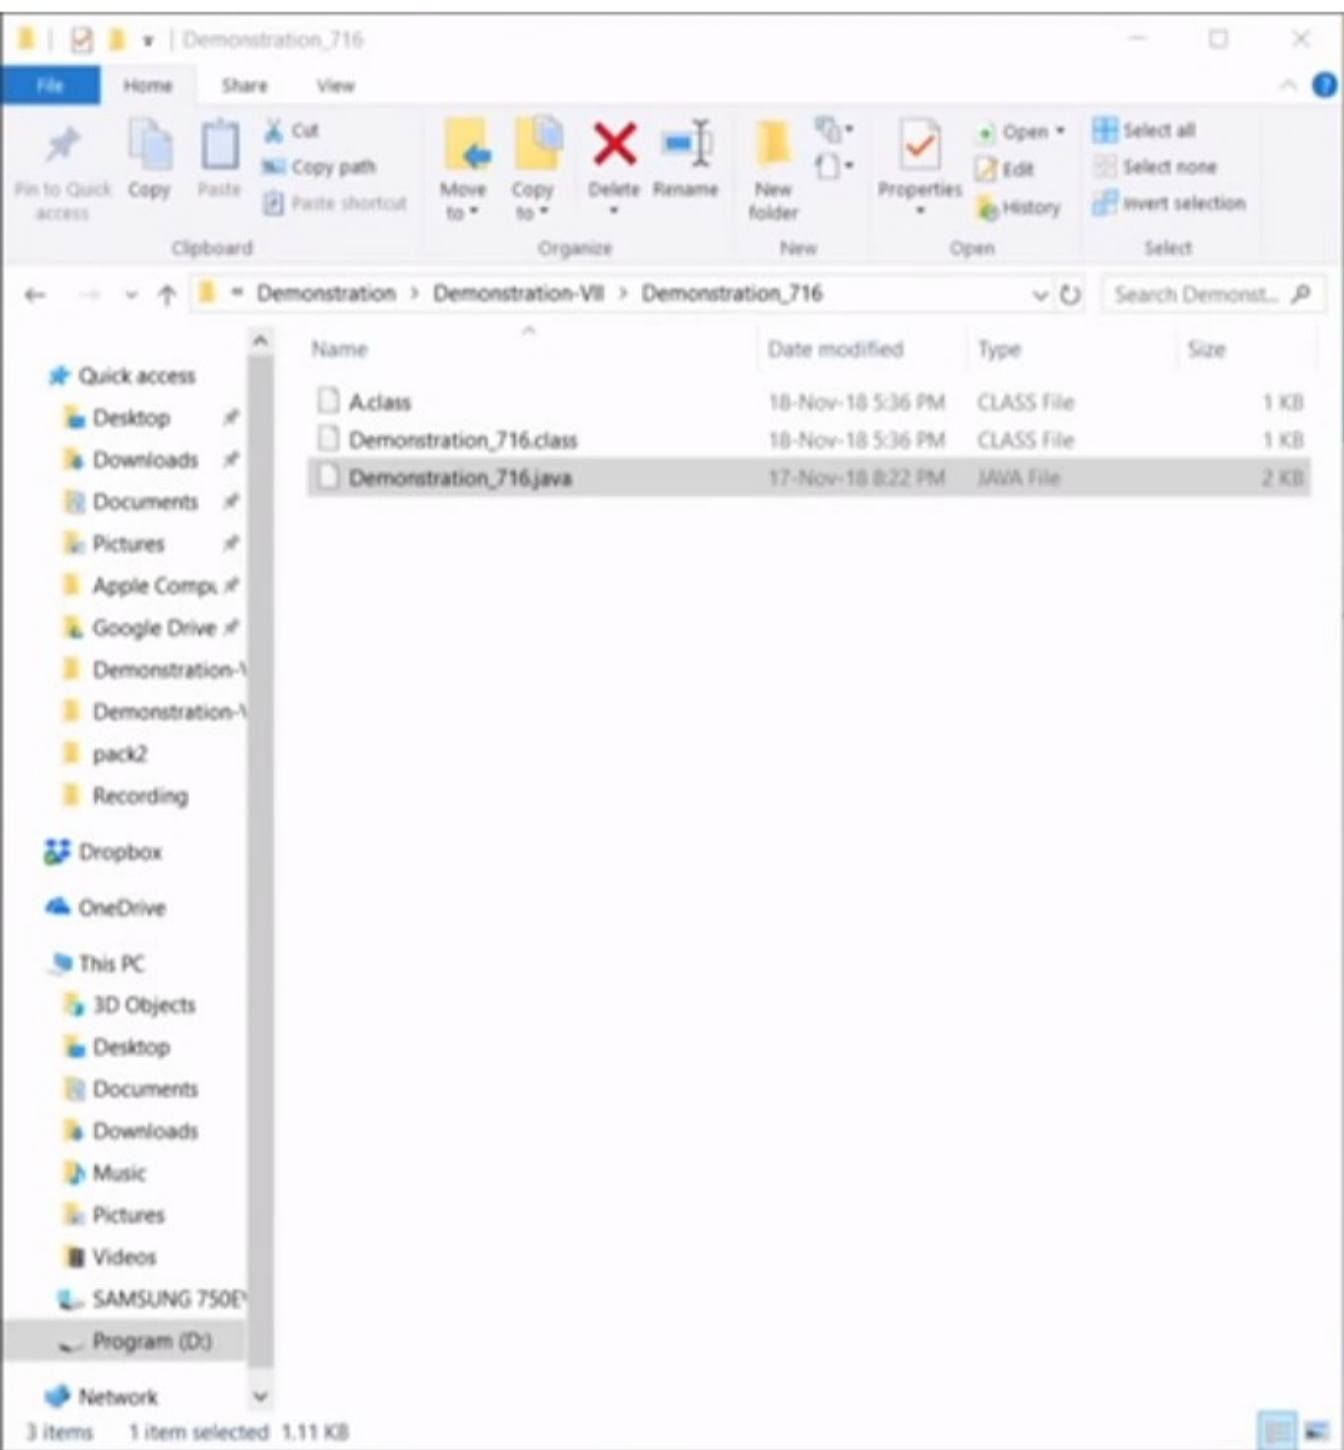 Demonstration_716
File Home Share View
Pin to Quick access
Copy
Paste
Cut
Copy path
Paste shortcut
Clipboard
Move to
Copy to
Delete
Rename
Organize
New folder
New
Properties
Open
Edit
History
Open
Select all
Select none
Invert selection
Select
Demonstration > Demonstration-VII > Demonstration_716
Search Demonst...
Name Date modified Type Size
A.class 18-Nov-18 5:36 PM CLASS File 1 KB
Demonstration_716.class 18-Nov-18 5:36 PM CLASS File 1 KB
Demonstration_716.java 17-Nov-18 8:22 PM JAVA File 2 KB
Quick access
Desktop
Downloads
Documents
Pictures
Apple Compu
Google Drive
Demonstration-V
Demonstration-V
pack2
Recording
Dropbox
OneDrive
This PC
3D Objects
Desktop
Documents
Downloads
Music
Pictures
Videos
SAMSUNG 750E
Program (D:)
Network
3 items 1 item selected 1.11 KB